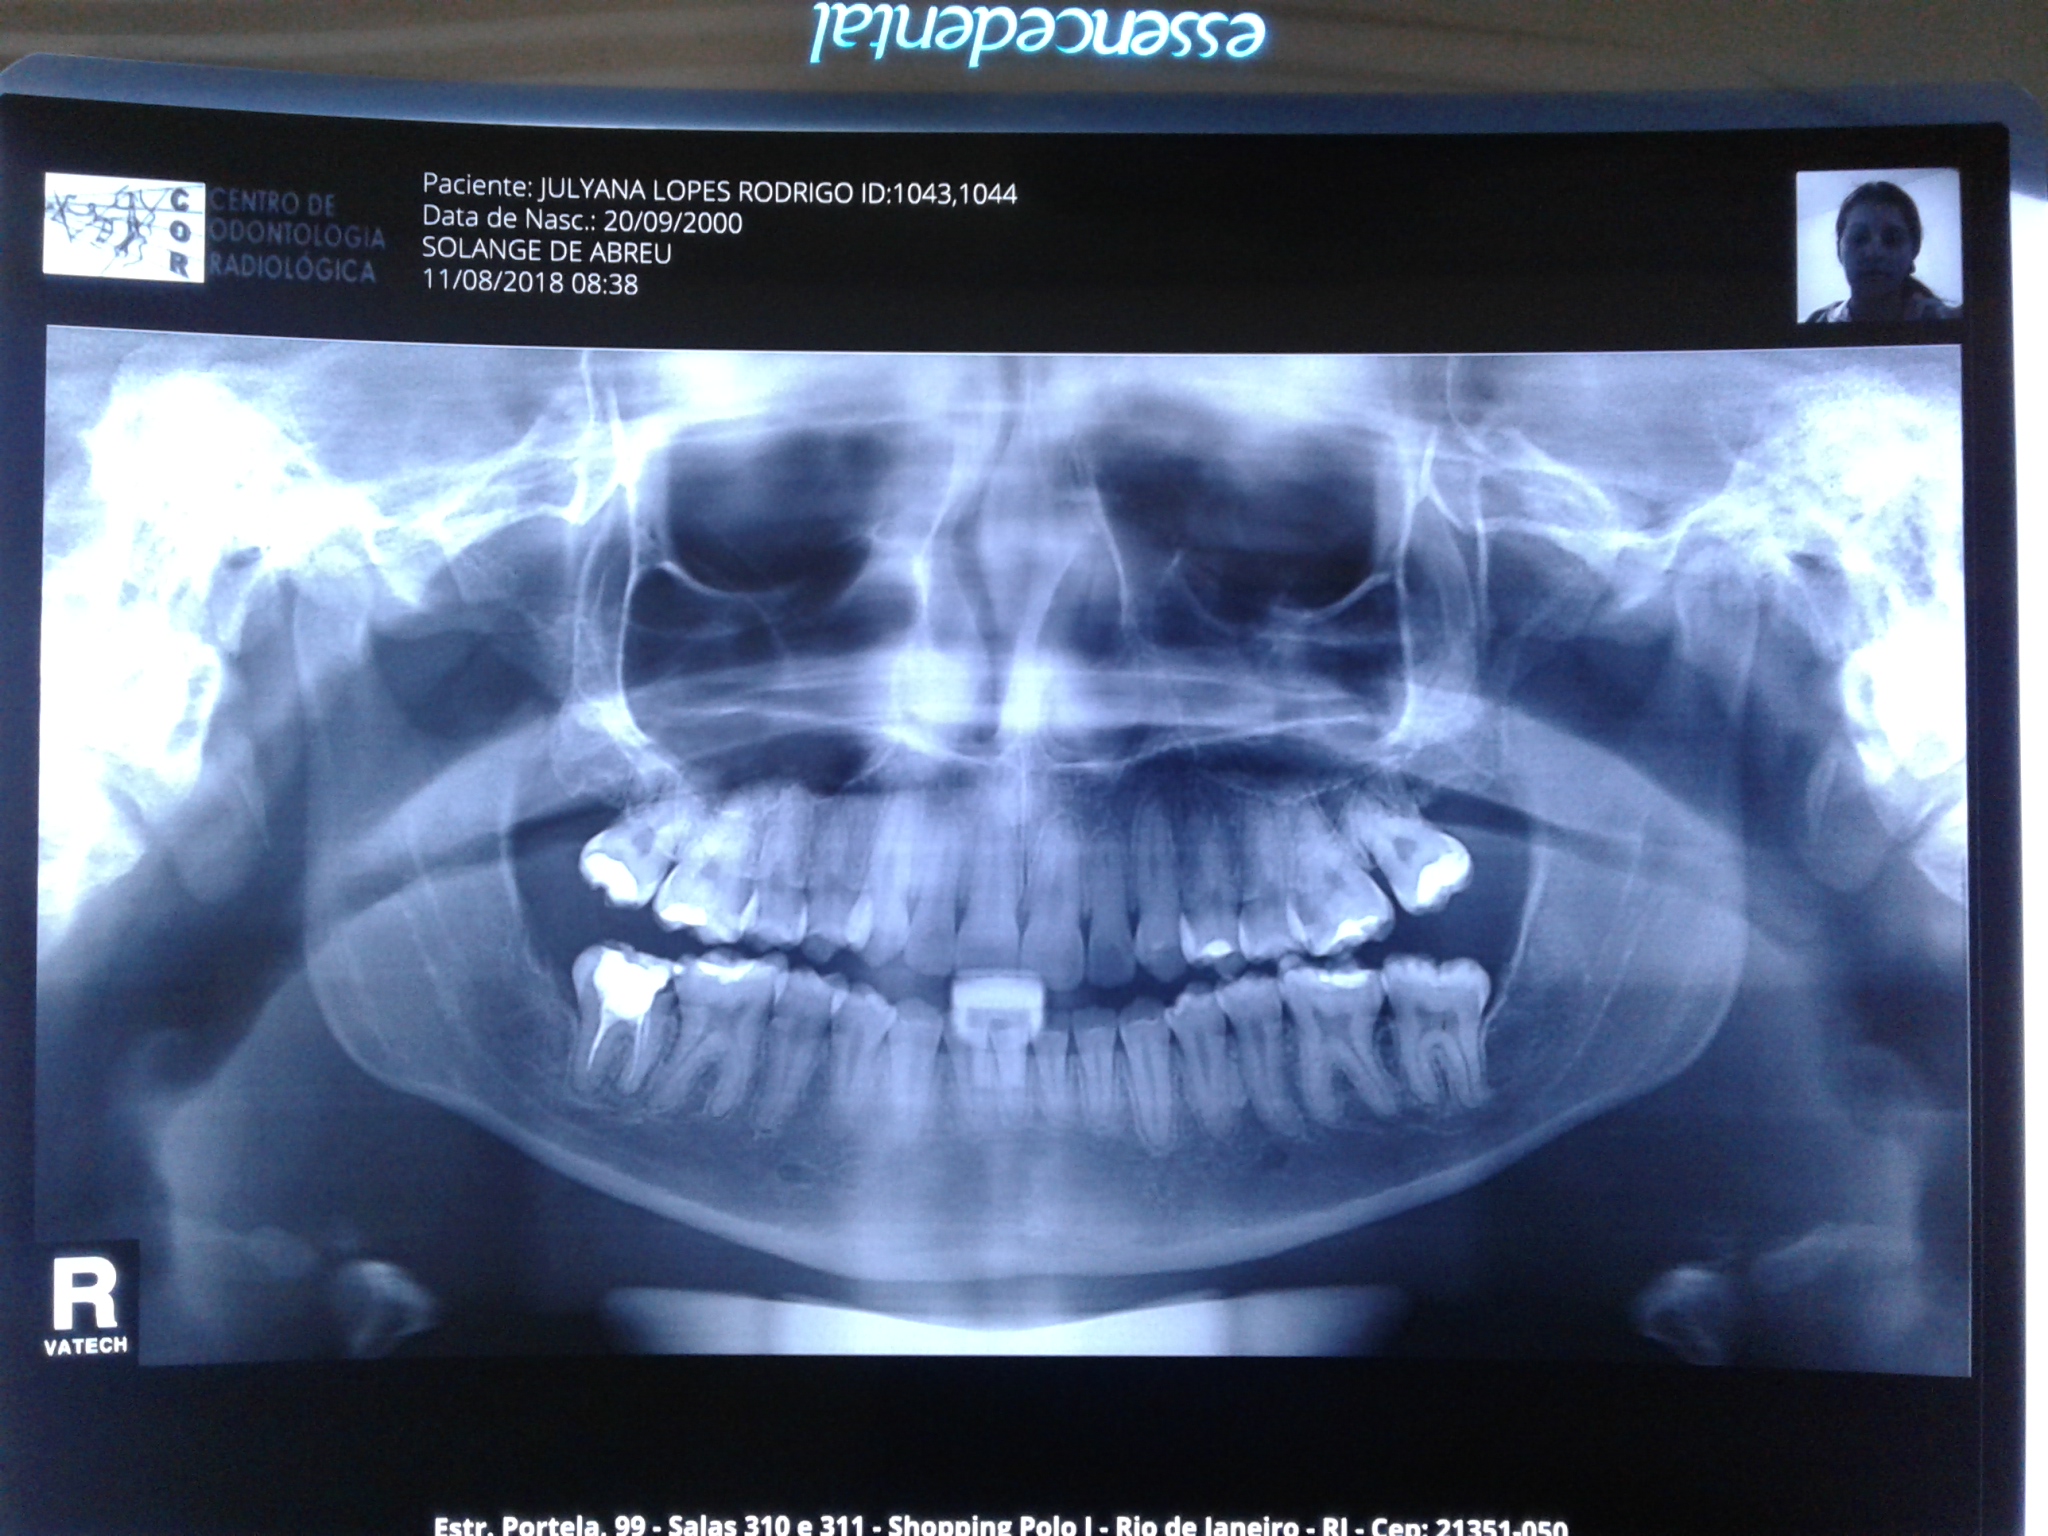 essencedental
COR
CENTRO DE
ODONTOLOGIA
RADIOLÓGICA
Paciente: JULYANA LOPES RODRIGO ID:1043,1044
Data de Nasc.: 20/09/2000
SOLANGE DE ABREU
11/08/2018 08:38
R
VATECH
Estr. Portela, 99 - Salas 310 e 311 - Shopping Polo I - Rio de Janeiro - RJ - Cep: 21351-050